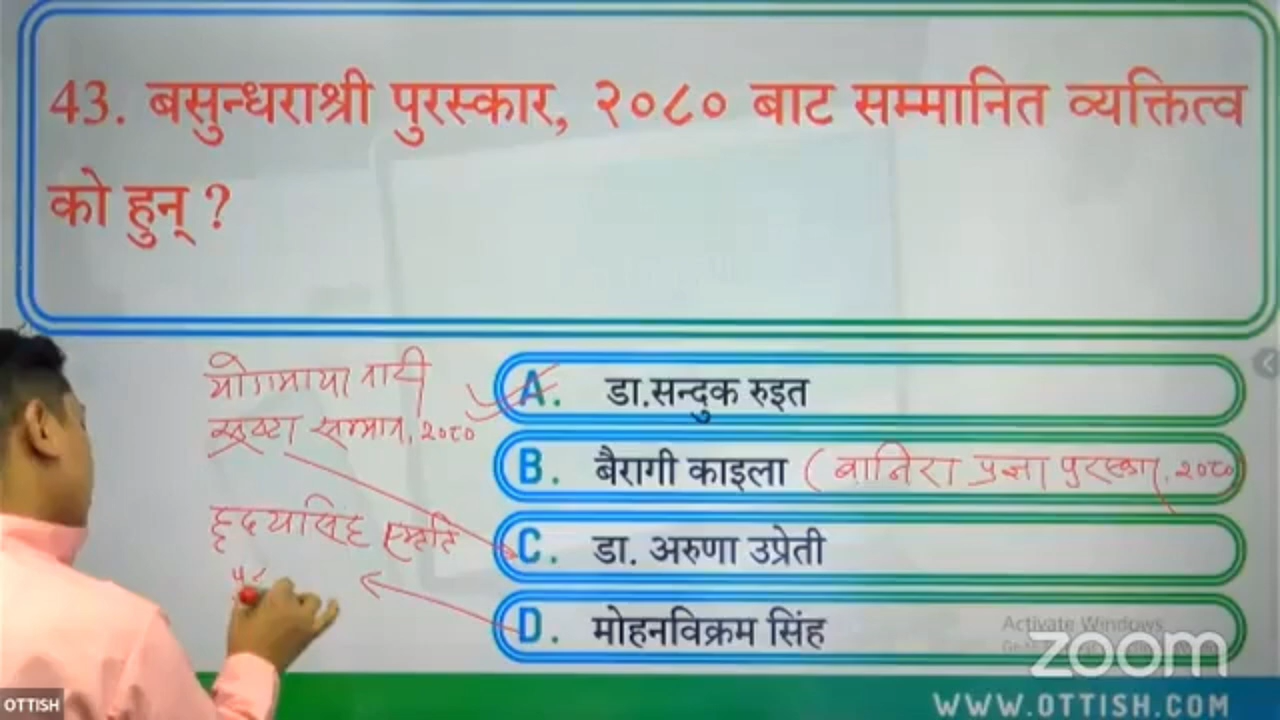 43. बसुन्धराश्री पुरस्कार, २०८० बाट सम्मानित व्यक्तित्व
को हुन् ?
योगमाया नारी
स्रष्टा सम्मान, २०८०
A. डा.सन्दुक रुइत
B. बैरागी काइला (बानिरा प्रज्ञा पुरस्कार, २०८०)
हृदयसिंह स्मृति
पु
C. डा. अरुणा उप्रेती
D. मोहनविक्रम सिंह
Activate Windows
zoom
OTTISH
WWW.OTTISH.COM